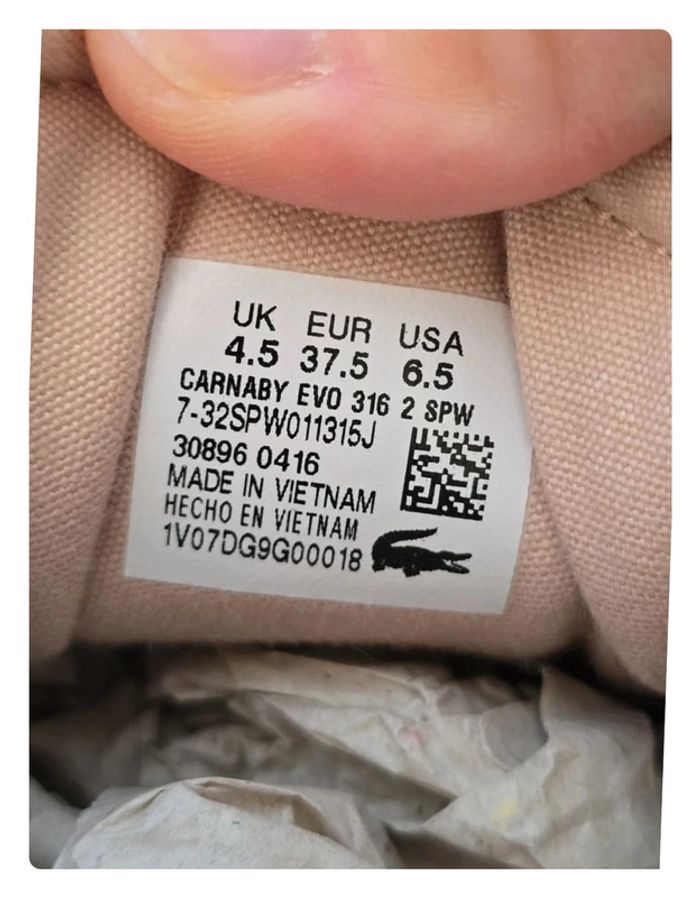 UK EUR USA
4.5 37.5 6.5
CARNABY EVO 316 2 SPW
7-32SPW011315J
30896 0416
MADE IN VIETNAM
HECHO EN VIETNAM
1V07DG9G00018